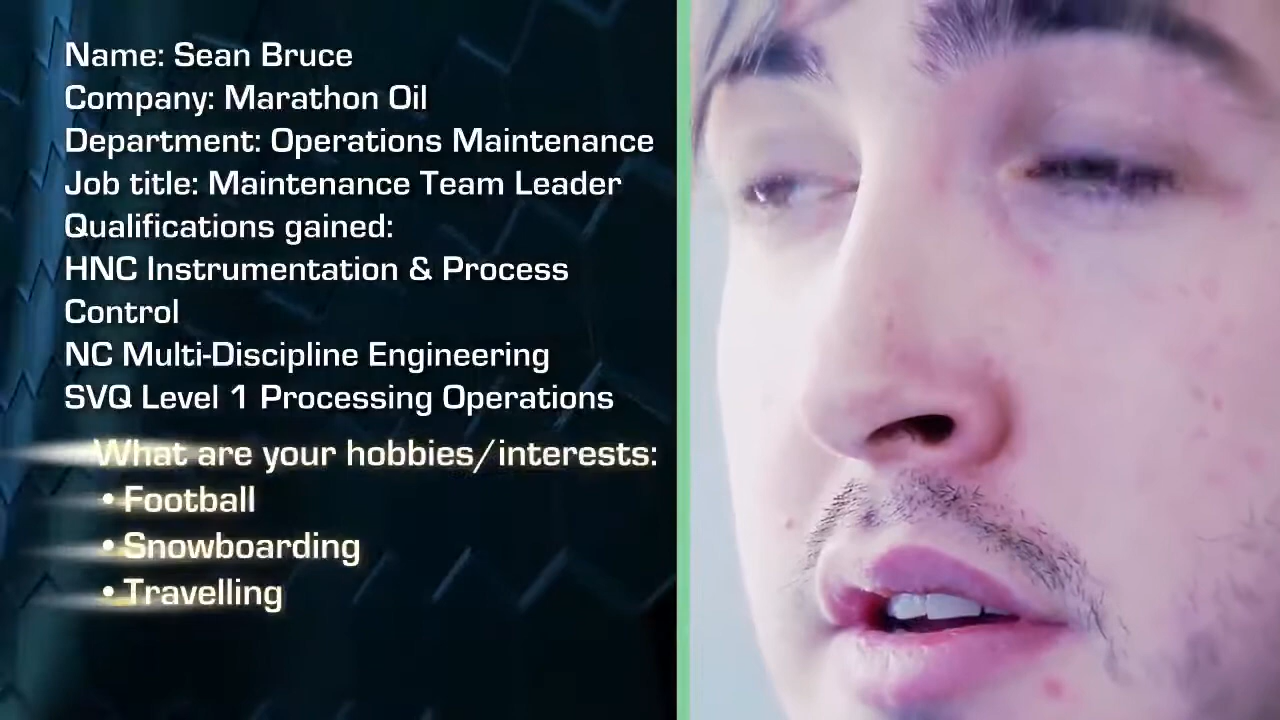 Name: Sean Bruce
Company: Marathon Oil
Department: Operations Maintenance
Job title: Maintenance Team Leader
Qualifications gained:
HNC Instrumentation & Process
Control
NC Multi-Discipline Engineering
SVQ Level 1 Processing Operations
What are your hobbies/interests:
• Football
• Snowboarding
• Travelling